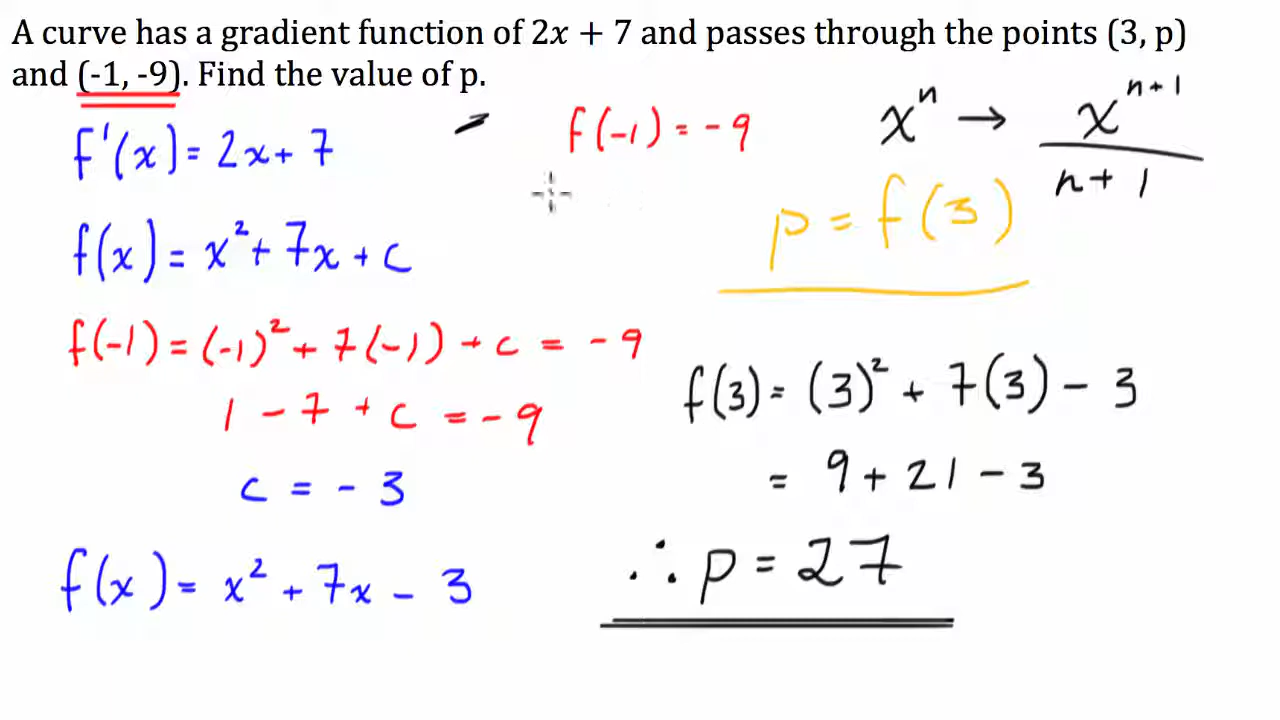 A curve has a gradient function of 2x + 7 and passes through the points (3, p)
and (-1, -9). Find the value of p.
f'(x) = 2x + 7
f(x) = x² + 7x + c
f(-1) = (-1)² + 7(-1) + c = -9
1 - 7 + c = -9
c = -3
f(x) = x² + 7x - 3
f(-1) = -9
xⁿ → xⁿ⁺¹
n + 1
p = f(3)
f(3) = (3)² + 7(3) - 3
= 9 + 21 - 3
∴ p = 27